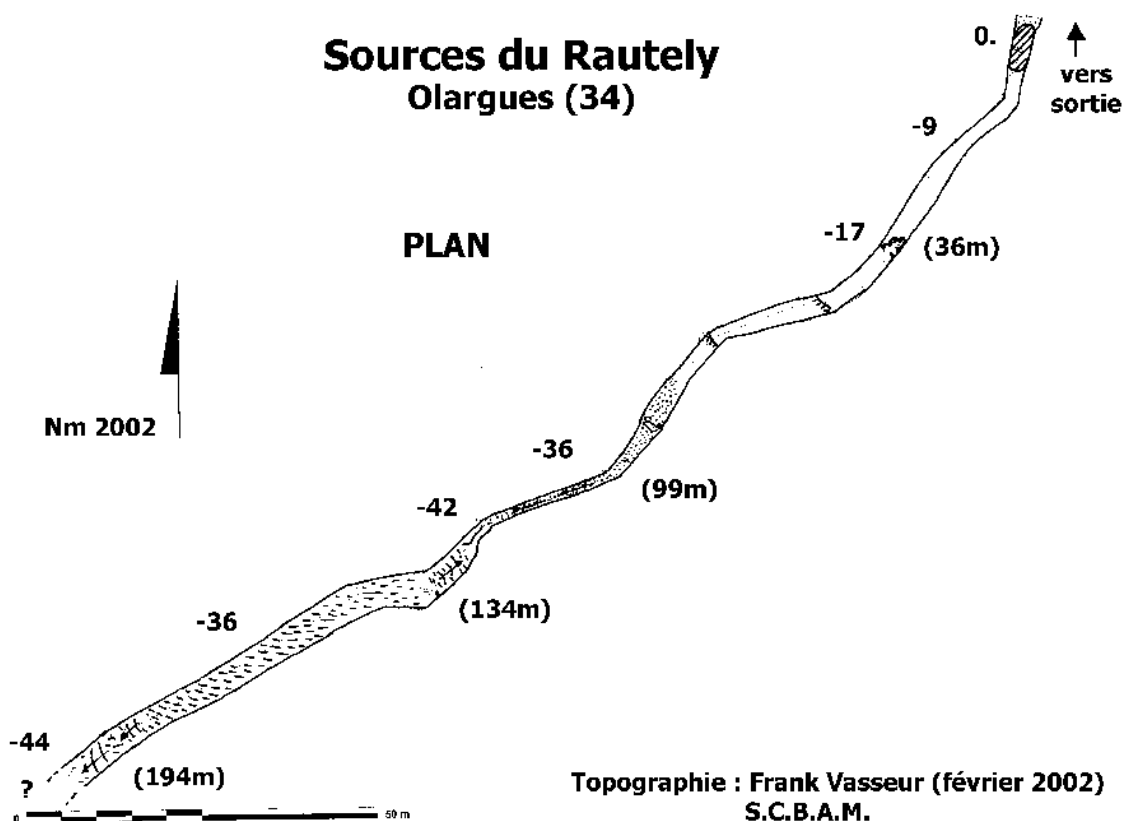 Sources du Rautely
Olargues (34)
0.
vers
sortie
-9
-17
(36m)
PLAN
Nm 2002
-36
(99m)
-42
(134m)
-36
-44
?
(194m)
0
50 m
Topographie : Frank Vasseur (février 2002)
S.C.B.A.M.